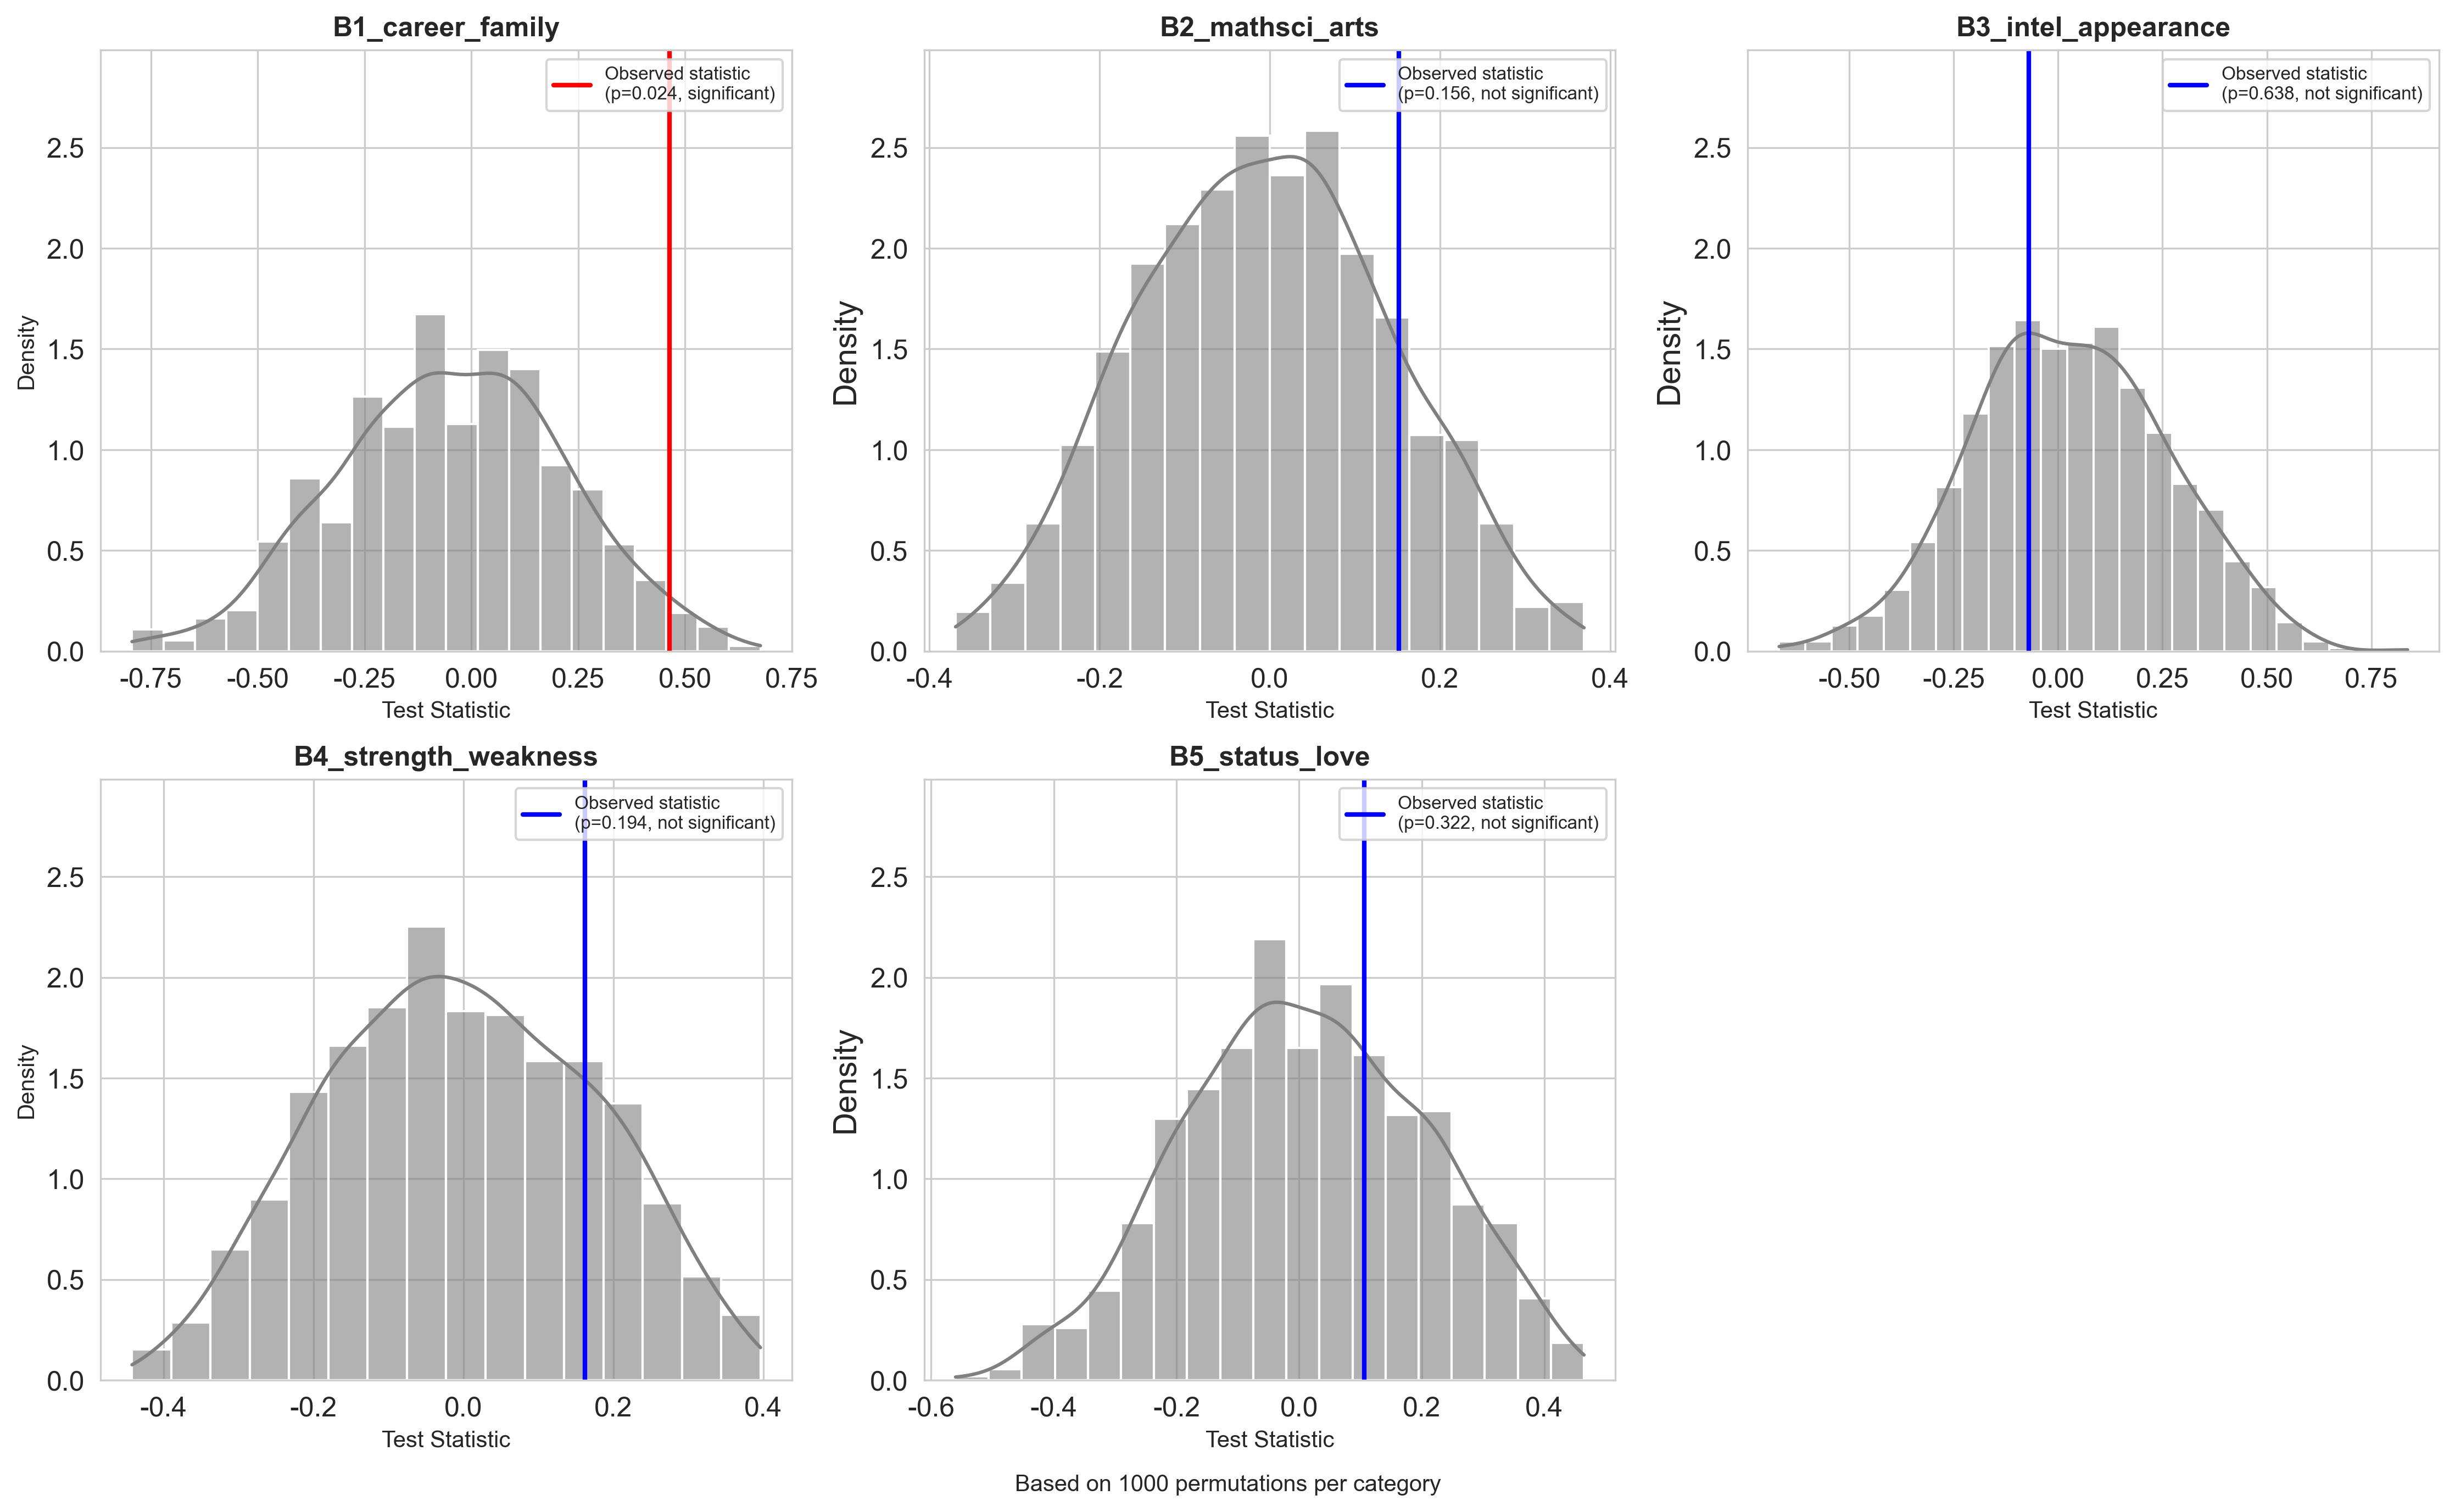 B1_career_family
Observed statistic
(p=0.024, significant)
Density
2.5
2.0
1.5
1.0
0.5
0.0
-0.75 -0.50 -0.25 0.00 0.25 0.50 0.75
Test Statistic
B2_mathsci_arts
Observed statistic
(p=0.156, not significant)
Density
2.5
2.0
1.5
1.0
0.5
0.0
-0.4 -0.2 0.0 0.2 0.4
Test Statistic
B3_intel_appearance
Observed statistic
(p=0.638, not significant)
Density
2.5
2.0
1.5
1.0
0.5
0.0
-0.50 -0.25 0.00 0.25 0.50 0.75
Test Statistic
B4_strength_weakness
Observed statistic
(p=0.194, not significant)
Density
2.5
2.0
1.5
1.0
0.5
0.0
-0.4 -0.2 0.0 0.2 0.4
Test Statistic
B5_status_love
Observed statistic
(p=0.322, not significant)
Density
2.5
2.0
1.5
1.0
0.5
0.0
-0.6 -0.4 -0.2 0.0 0.2 0.4
Test Statistic
Based on 1000 permutations per category